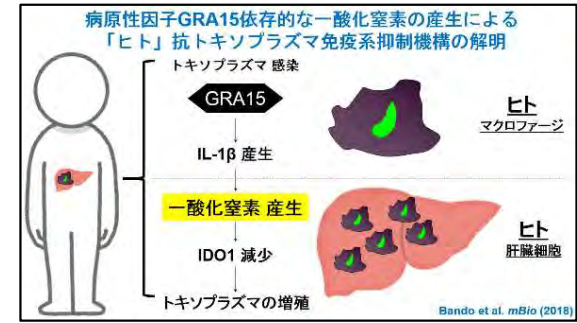 病原性因子GRA15依存的な一酸化窒素の産生による
「ヒト」抗トキソプラズマ免疫系抑制機構の解明
トキソプラズマ 感染
GRA15
IL-1β 産生
一酸化窒素 産生
IDO1 減少
トキソプラズマの増殖
ヒト
マクロファージ
ヒト
肝臓細胞
Bando et al. mBio (2018)